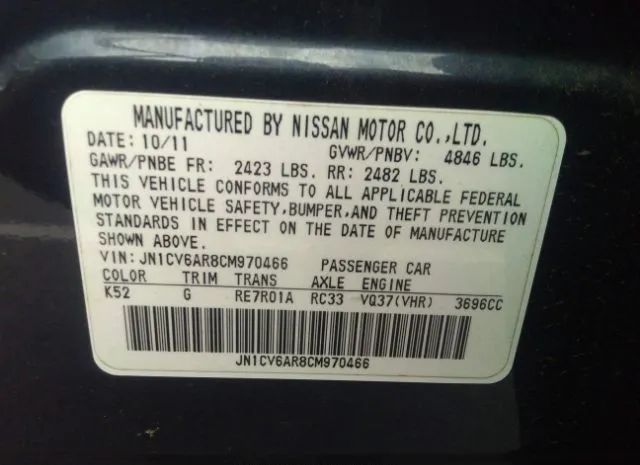 MANUFACTURED BY NISSAN MOTOR CO.,LTD.
DATE: 10/11 GVWR/PNBV: 4846 LBS.
GAWR/PNBE FR: 2423 LBS. RR: 2482 LBS.
THIS VEHICLE CONFORMS TO ALL APPLICABLE FEDERAL
MOTOR VEHICLE SAFETY,BUMPER,AND THEFT PREVENTION
STANDARDS IN EFFECT ON THE DATE OF MANUFACTURE
SHOWN ABOVE.
VIN: JN1CV6AR8CM970466 PASSENGER CAR
COLOR TRIM TRANS AXLE ENGINE
K52 G RE7R01A RC33 VQ37(VHR) 3696CC
JN1CV6AR8CM970466